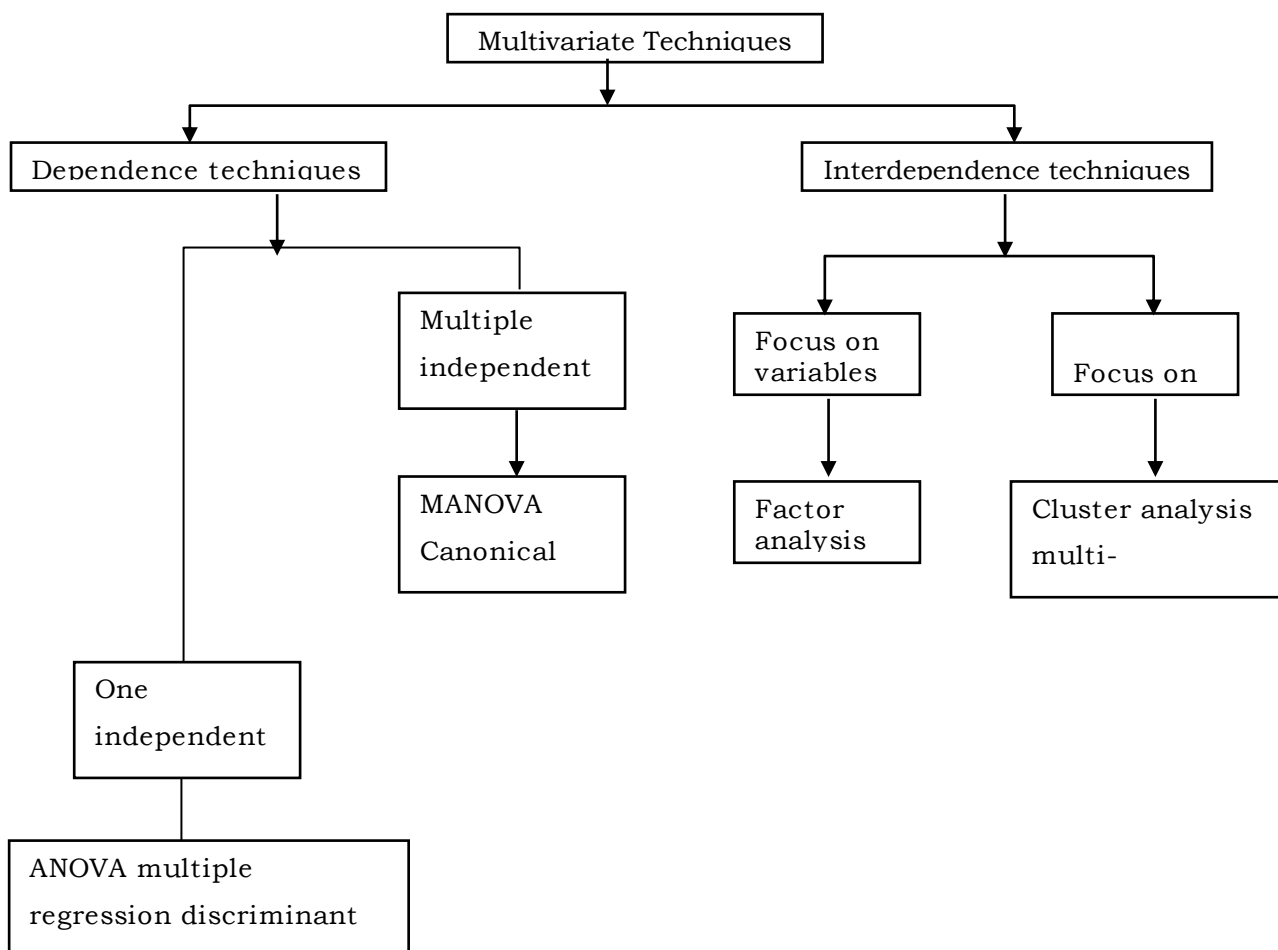 Multivariate Techniques
Dependence techniques
Interdependence techniques
Multiple
independent
Focus on
variables
Focus on
MANOVA
Canonical
Factor
analysis
Cluster analysis
multi-
One
independent
ANOVA multiple
regression discriminant